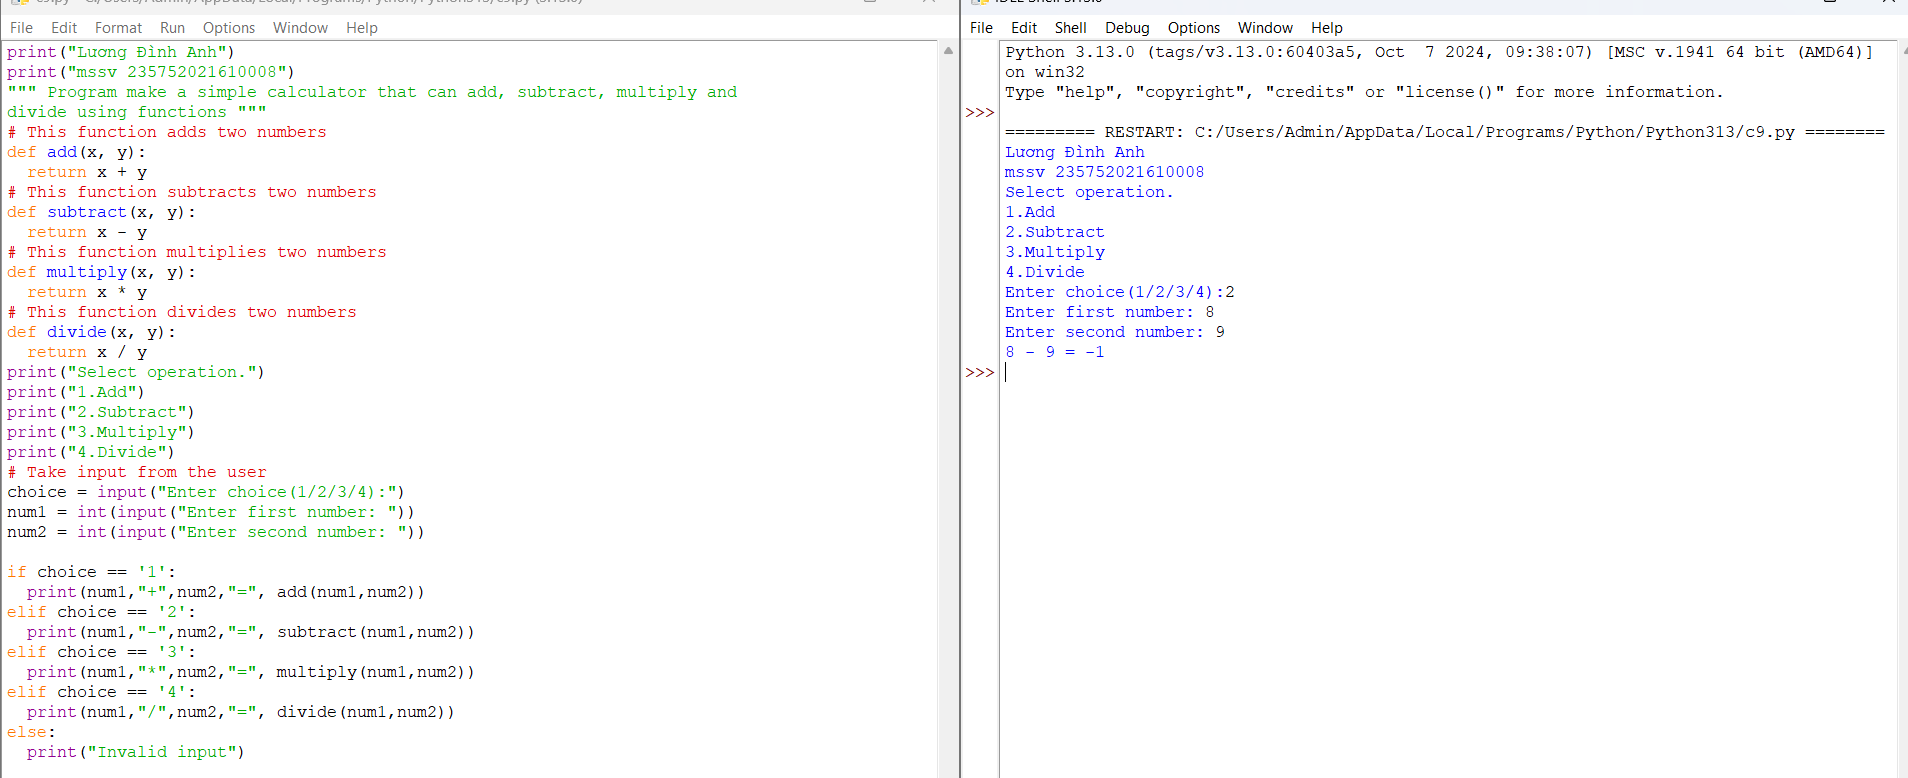 File Edit Format Run Options Window Help
print("Lương Đình Anh")
print("mssv 235752021610008")
""" Program make a simple calculator that can add, subtract, multiply and
divide using functions """
# This function adds two numbers
def add(x, y):
  return x + y
# This function subtracts two numbers
def subtract(x, y):
  return x - y
# This function multiplies two numbers
def multiply(x, y):
  return x * y
# This function divides two numbers
def divide(x, y):
  return x / y
print("Select operation.")
print("1.Add")
print("2.Subtract")
print("3.Multiply")
print("4.Divide")
# Take input from the user
choice = input("Enter choice(1/2/3/4):")
num1 = int(input("Enter first number: "))
num2 = int(input("Enter second number: "))

if choice == '1':
  print(num1,"+",num2,"=", add(num1,num2))
elif choice == '2':
  print(num1,"-",num2,"=", subtract(num1,num2))
elif choice == '3':
  print(num1,"*",num2,"=", multiply(num1,num2))
elif choice == '4':
  print(num1,"/",num2,"=", divide(num1,num2))
else:
  print("Invalid input")
File Edit Shell Debug Options Window Help
Python 3.13.0 (tags/v3.13.0:60403a5, Oct  7 2024, 09:38:07) [MSC v.1941 64 bit (AMD64)]
on win32
Type "help", "copyright", "credits" or "license()" for more information.
>>>
========= RESTART: C:/Users/Admin/AppData/Local/Programs/Python/Python313/c9.py ========
Lương Đình Anh
mssv 235752021610008
Select operation.
1.Add
2.Subtract
3.Multiply
4.Divide
Enter choice(1/2/3/4):2
Enter first number: 8
Enter second number: 9
8 - 9 = -1
>>>